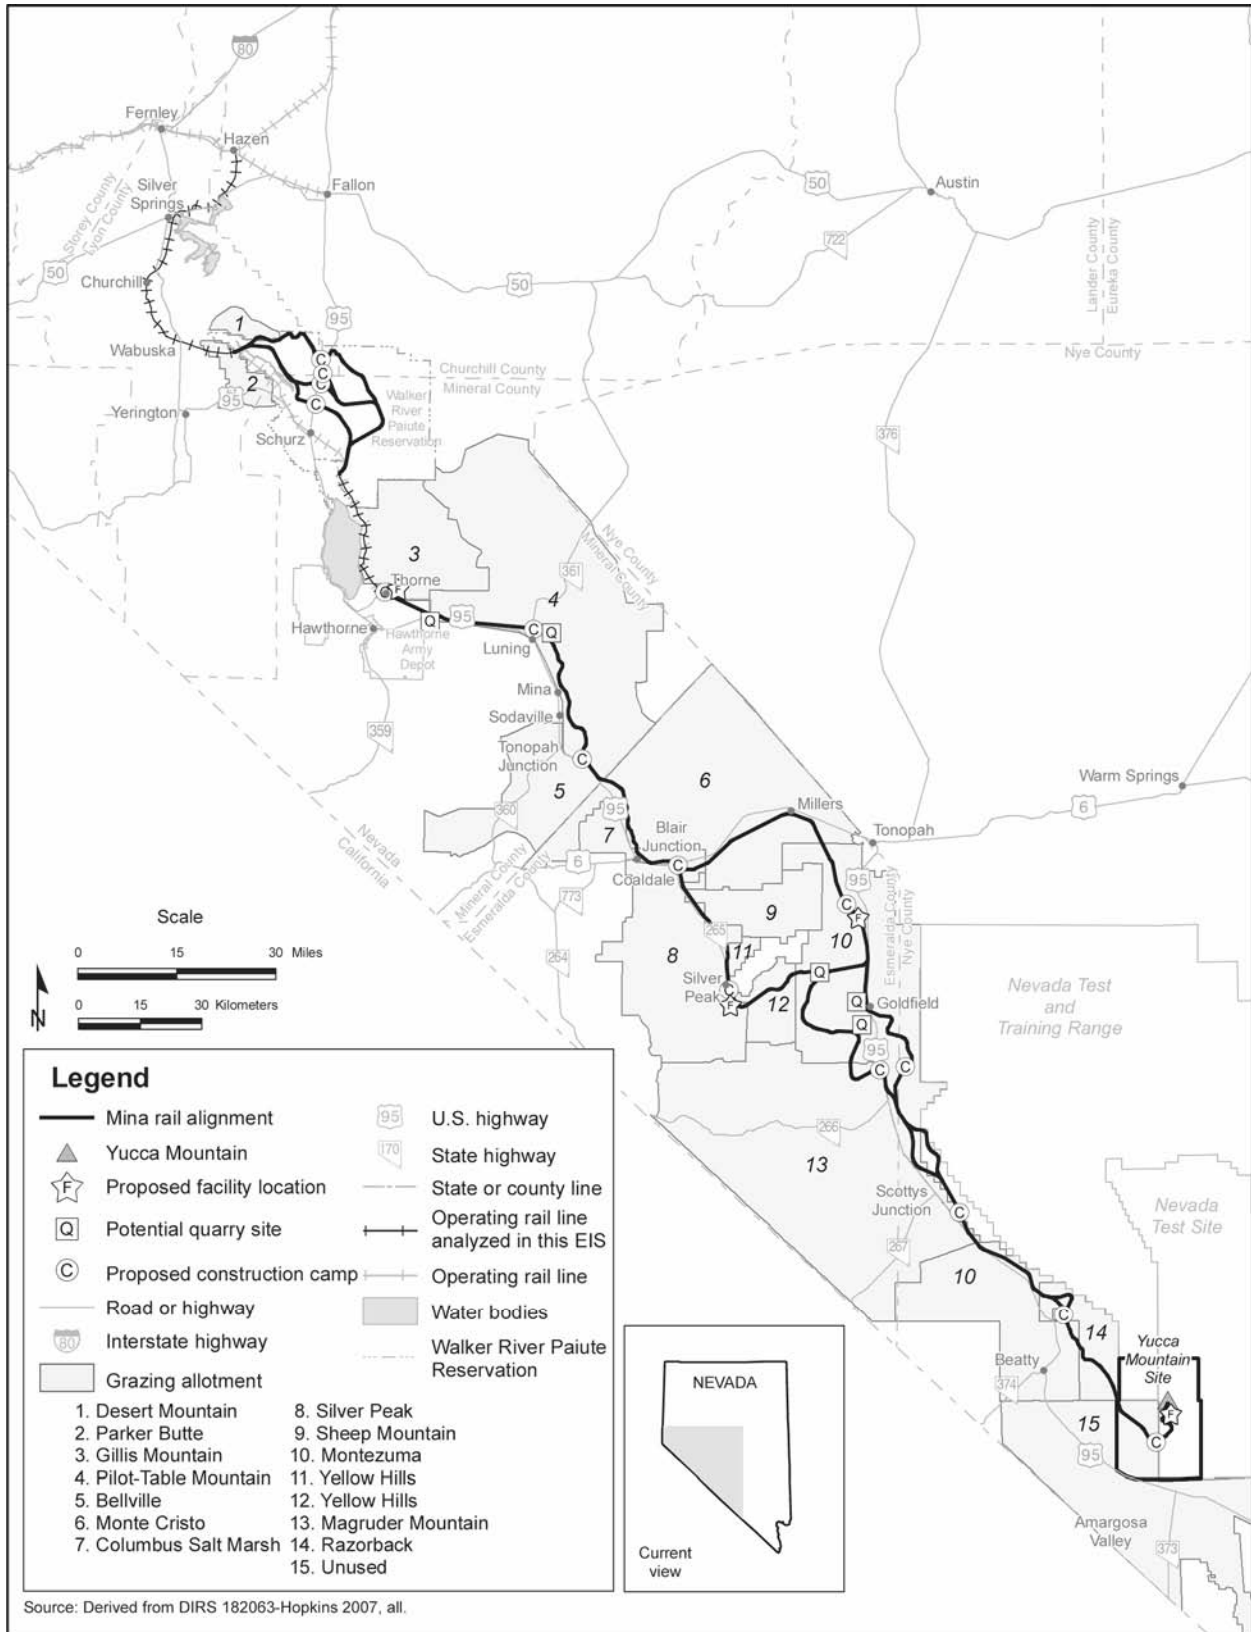 80
Fernley
Hazen
Silver
Springs
Fallon
Storey County
Lyon County
50
Austin
722
50
Churchill
50
95
Lander County
Eureka County
Wabuska
1
Nye County
Churchill County
Mineral County
2
C
C
C
C
95
Walker
River
Paiute
Reservation
Yerington
Schurz
376
3
Nye County
Mineral County
361
Thorne
F
C
4
Q
95
C
Q
Hawthorne
Hawthorne
Army
Depot
Luning
Mina
Sodaville
359
Tonopah
Junction
C
6
Warm Springs
5
360
95
Millers
6
7
Blair
Junction
Tonopah
Nevada
California
6
C
Coaldale
Mineral County
Esmeralda County
773
95
9
C
F
Esmeralda County
Nye County
Scale
0 15 30 Miles
0 15 30 Kilometers
N
264
8
265
11
10
Silver
Peak
C
F
12
Q
Q
Goldfield
Q
95
C
C
Nevada Test
and
Training Range
266
13
Scottys
Junction
C
267
10
Nevada
Test Site
C
14
Beatty
374
Yucca
Mountain
Site
F
C
15
95
Amargosa
Valley
373
Legend
Mina rail alignment
Yucca Mountain
F Proposed facility location
Q Potential quarry site
C Proposed construction camp
Road or highway
80 Interstate highway
Grazing allotment
95 U.S. highway
170 State highway
State or county line
Operating rail line
analyzed in this EIS
Operating rail line
Water bodies
Walker River Paiute
Reservation
1. Desert Mountain
2. Parker Butte
3. Gillis Mountain
4. Pilot-Table Mountain
5. Bellville
6. Monte Cristo
7. Columbus Salt Marsh
8. Silver Peak
9. Sheep Mountain
10. Montezuma
11. Yellow Hills
12. Yellow Hills
13. Magruder Mountain
14. Razorback
15. Unused
NEVADA
Current
view
Source: Derived from DIRS 182063-Hopkins 2007, all.